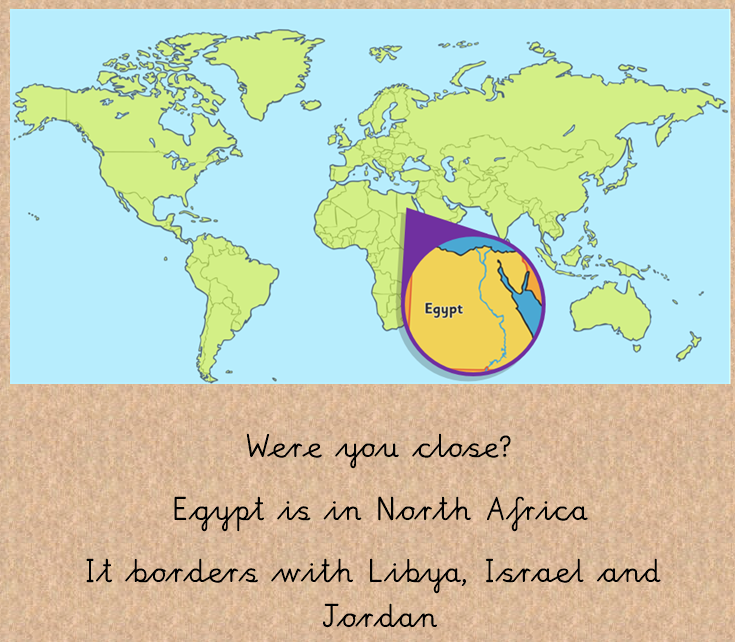 Egypt
Were you close?
Egypt is in North Africa
It borders with Libya, Israel and
Jordan